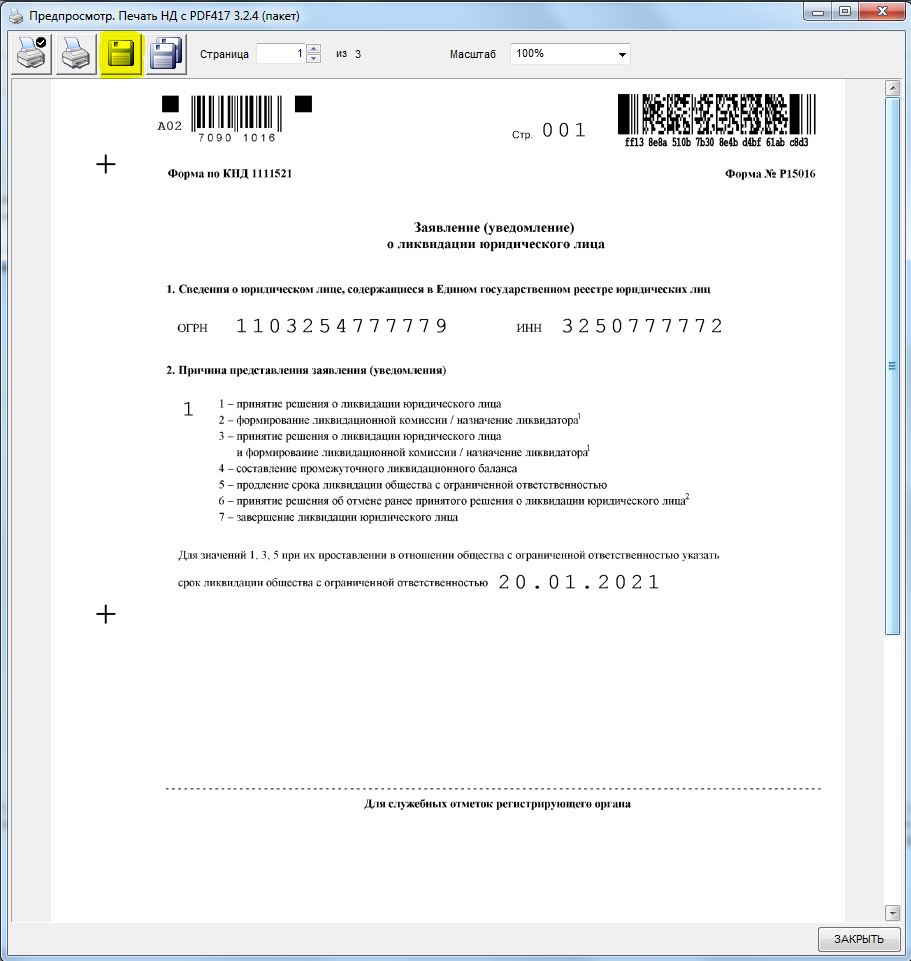 Предпросмотр. Печать НД с PDF417 3.2.4 (пакет)
Страница 1 из 3 Масштаб 100%
A02
7090 1016
Стр. 001
ff13 8e8a 510b 7b30 8e4b d4bf 61ab c8d3
Форма по КНД 1111521
Форма № Р15016
Заявление (уведомление)
о ликвидации юридического лица
1. Сведения о юридическом лице, содержащиеся в Едином государственном реестре юридических лиц
ОГРН 1103254777779 ИНН 3250777772
2. Причина представления заявления (уведомления)
1
1 – принятие решения о ликвидации юридического лица
2 – формирование ликвидационной комиссии / назначение ликвидатора1
3 – принятие решения о ликвидации юридического лица
и формирование ликвидационной комиссии / назначение ликвидатора1
4 – составление промежуточного ликвидационного баланса
5 – продление срока ликвидации общества с ограниченной ответственностью
6 – принятие решения об отмене ранее принятого решения о ликвидации юридического лица2
7 – завершение ликвидации юридического лица
Для значений 1, 3, 5 при их проставлении в отношении общества с ограниченной ответственностью указать
срок ликвидации общества с ограниченной ответственностью 20.01.2021
Для служебных отметок регистрирующего органа
ЗАКРЫТЬ